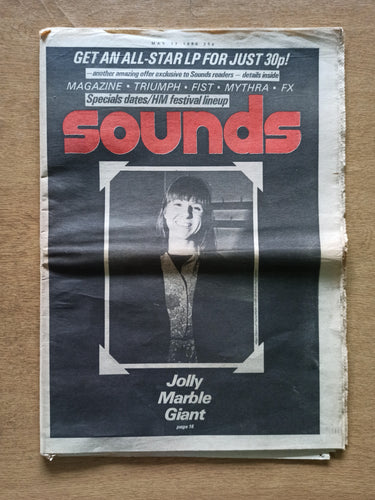 MAY 17 1980 25p
GET AN ALL-STAR LP FOR JUST 30p!
—another amazing offer exclusive to Sounds readers — details inside
MAGAZINE • TRIUMPH • FIST • MYTHRA • FX
Specials dates/HM festival lineup
sounds
Jolly
Marble
Giant
page 16